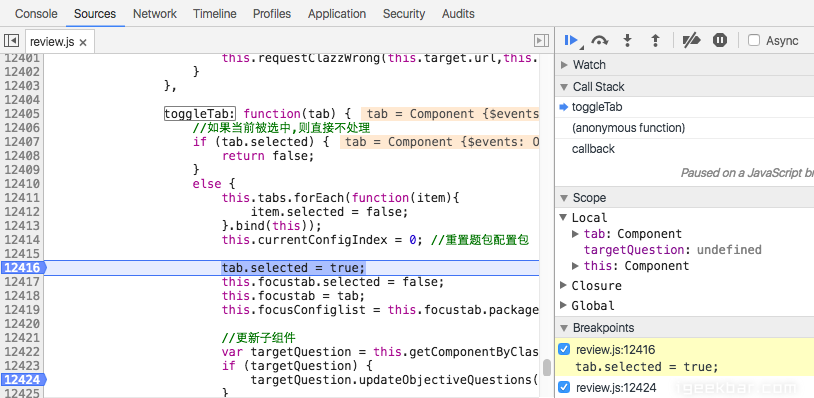 Console Sources Network Timeline Profiles Application Security Audits
review.js ×
Async
12401 this.requestClazzWrong(this.target.url,this.
12402 }
12403 },
12404
12405 toggleTab: function(tab) { tab = Component {$events
12406 //如果当前被选中,则直接不处理
12407 if (tab.selected) { tab = Component {$events: O
12408 return false;
12409 }
12410 else {
12411 this.tabs.forEach(function(item){
12412 item.selected = false;
12413 }.bind(this));
12414 this.currentConfigIndex = 0; //重置题包配置包
12416 tab.selected = true;
12417 this.focustab.selected = false;
12418 this.focustab = tab;
12419 this.focusConfiglist = this.focustab.package
12420
12421 //更新子组件
12422 var targetQuestion = this.getComponentByClas
12423 if (targetQuestion) {
12424 targetQuestion.updateObjectiveQuestions(
12425 }
Watch
Call Stack
toggleTab
(anonymous function)
callback
Paused on a JavaScript br
Scope
Local
tab: Component
targetQuestion: undefined
this: Component
Closure
Global
Breakpoints
review.js:12416
tab.selected = true;
review.js:12424
igeekbar.com